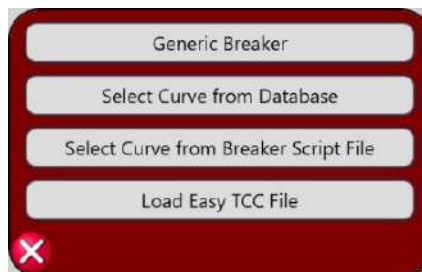 Generic Breaker
Select Curve from Database
Select Curve from Breaker Script File
Load Easy TCC File